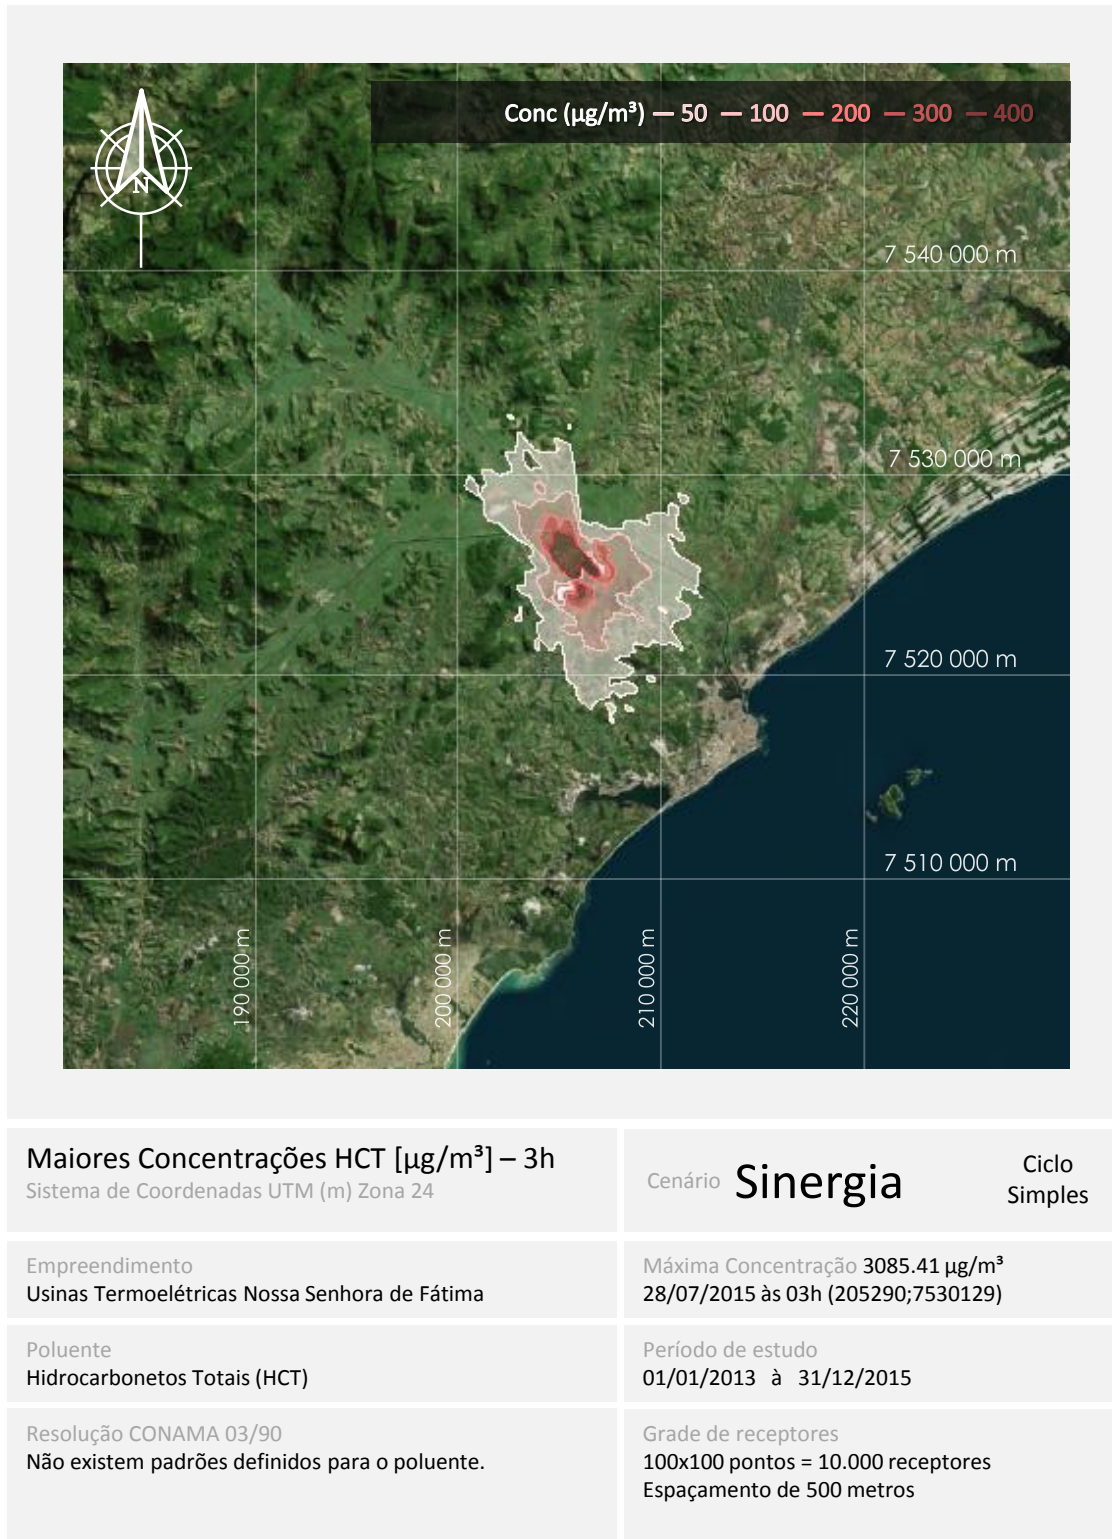 Conc (µg/m³) 50 100 200 300 400
N
7 540 000 m
7 530 000 m
7 520 000 m
7 510 000 m
190 000 m
200 000 m
210 000 m
220 000 m
Maiores Concentrações HCT [µg/m³] – 3h
Sistema de Coordenadas UTM (m) Zona 24
Cenário Sinergia
Ciclo
Simples
Empreendimento
Usinas Termoelétricas Nossa Senhora de Fátima
Máxima Concentração 3085.41 µg/m³
28/07/2015 às 03h (205290;7530129)
Poluente
Hidrocarbonetos Totais (HCT)
Período de estudo
01/01/2013 à 31/12/2015
Resolução CONAMA 03/90
Não existem padrões definidos para o poluente.
Grade de receptores
100x100 pontos = 10.000 receptores
Espaçamento de 500 metros